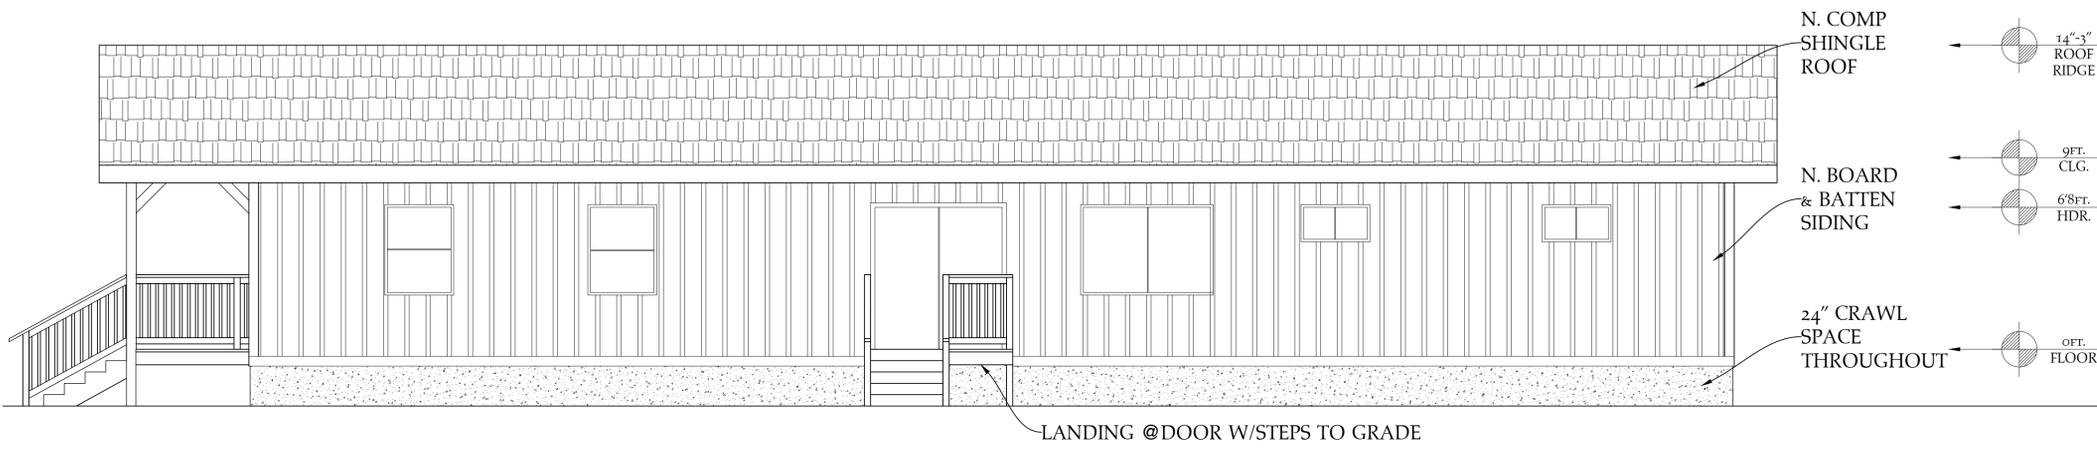 N. COMP
SHINGLE
ROOF
14"-3"
ROOF
RIDGE
9FT.
CLG.
N. BOARD
& BATTEN
SIDING
6'8FT.
HDR.
24" CRAWL
SPACE
THROUGHOUT
0FT.
FLOOR
LANDING @DOOR W/STEPS TO GRADE